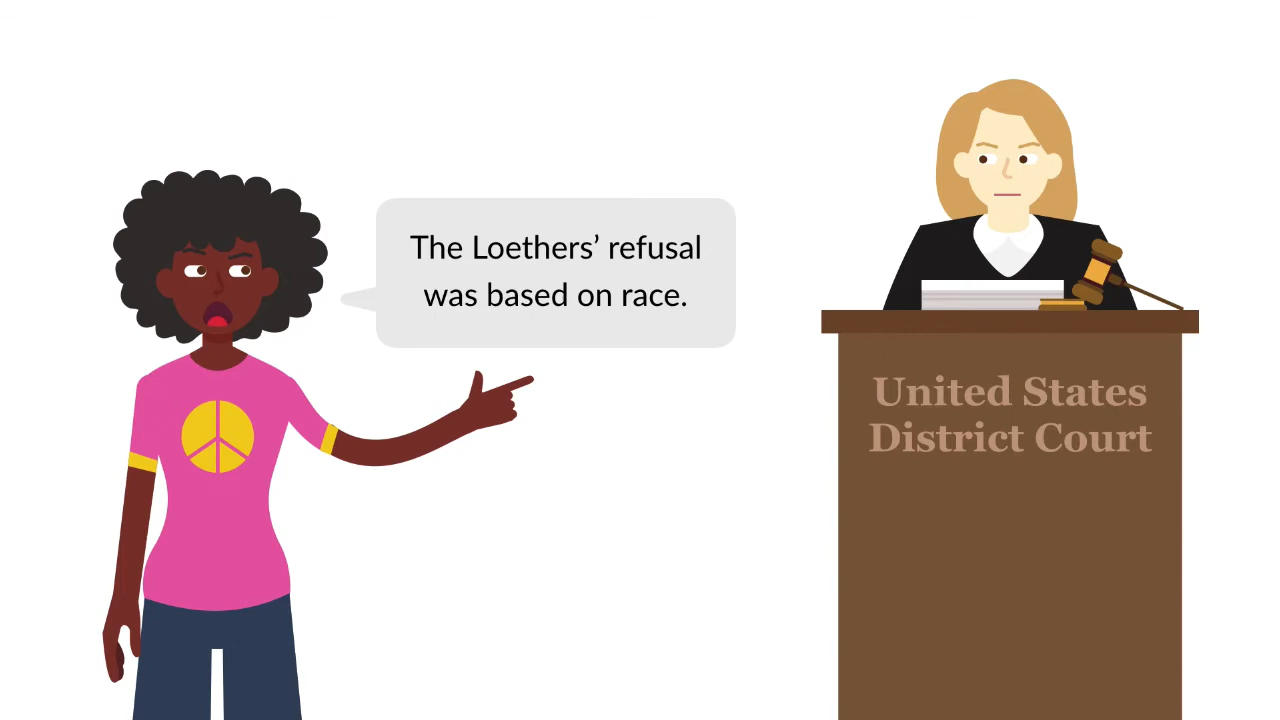 The Loethers’ refusal
was based on race.
United States
District Court